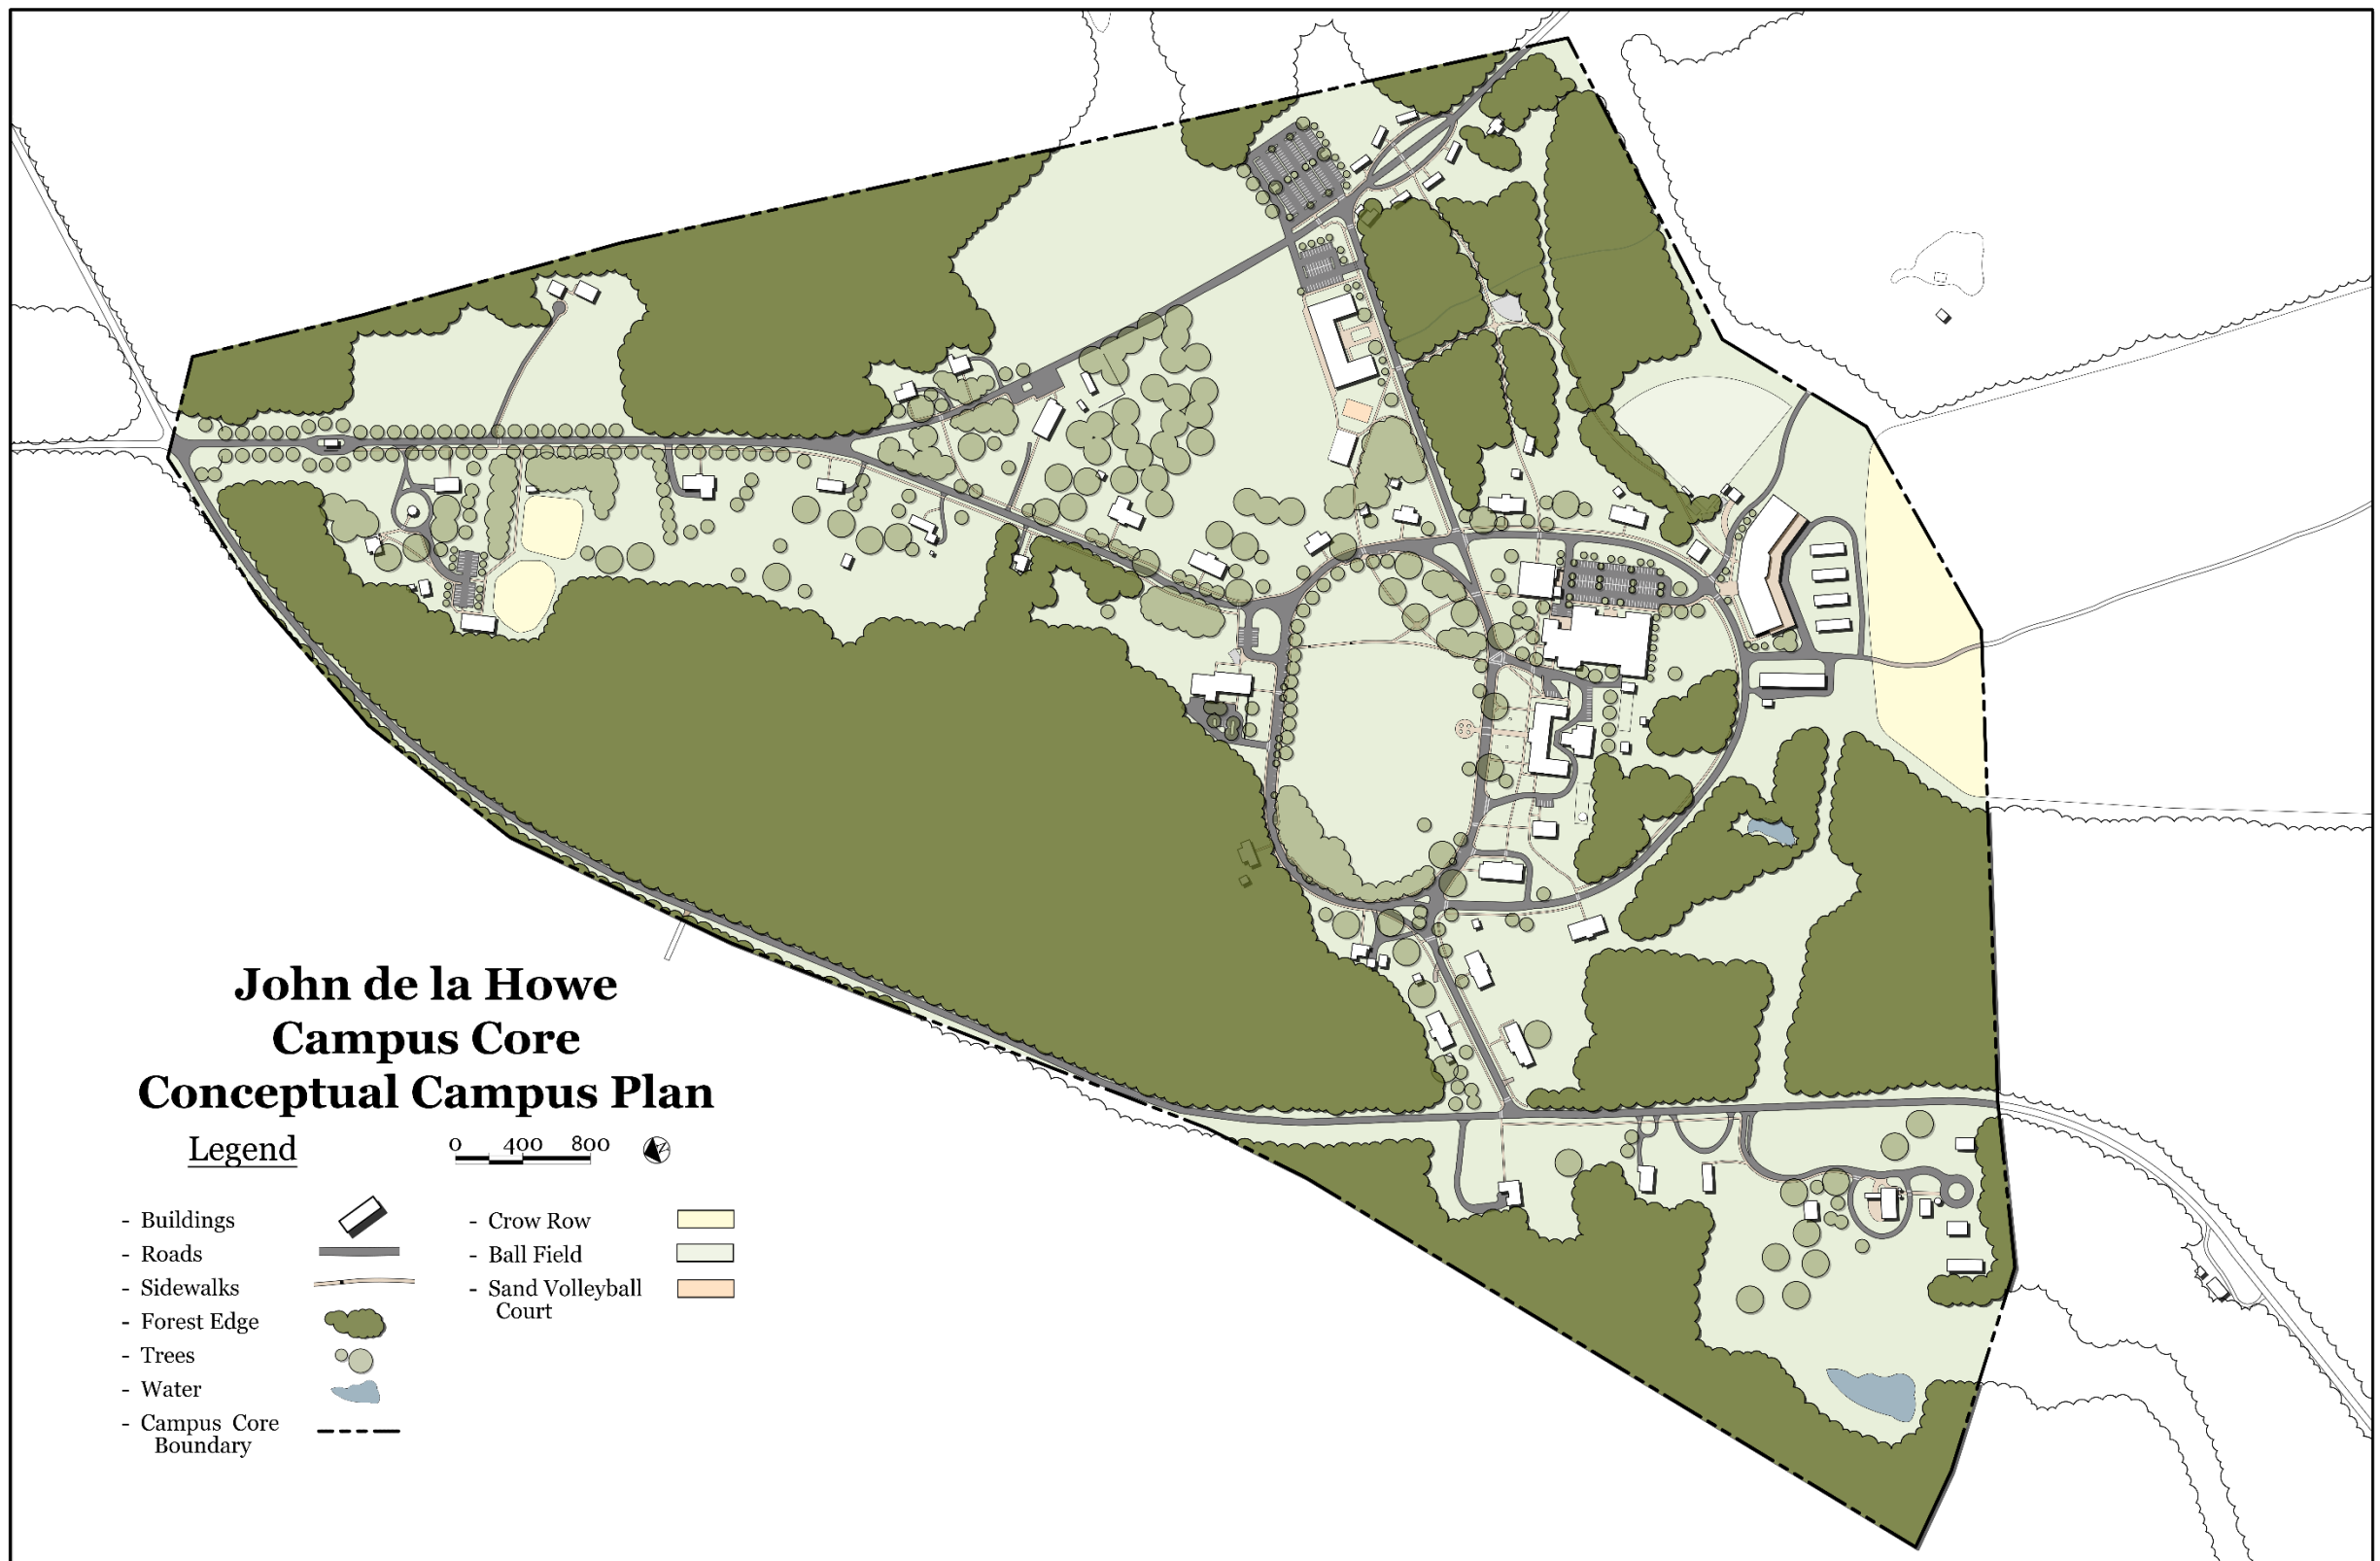 John de la Howe
Campus Core
Conceptual Campus Plan
Legend
0 400 800
N
- Buildings
- Roads
- Sidewalks
- Forest Edge
- Trees
- Water
- Campus Core
Boundary
- Crow Row
- Ball Field
- Sand Volleyball
Court